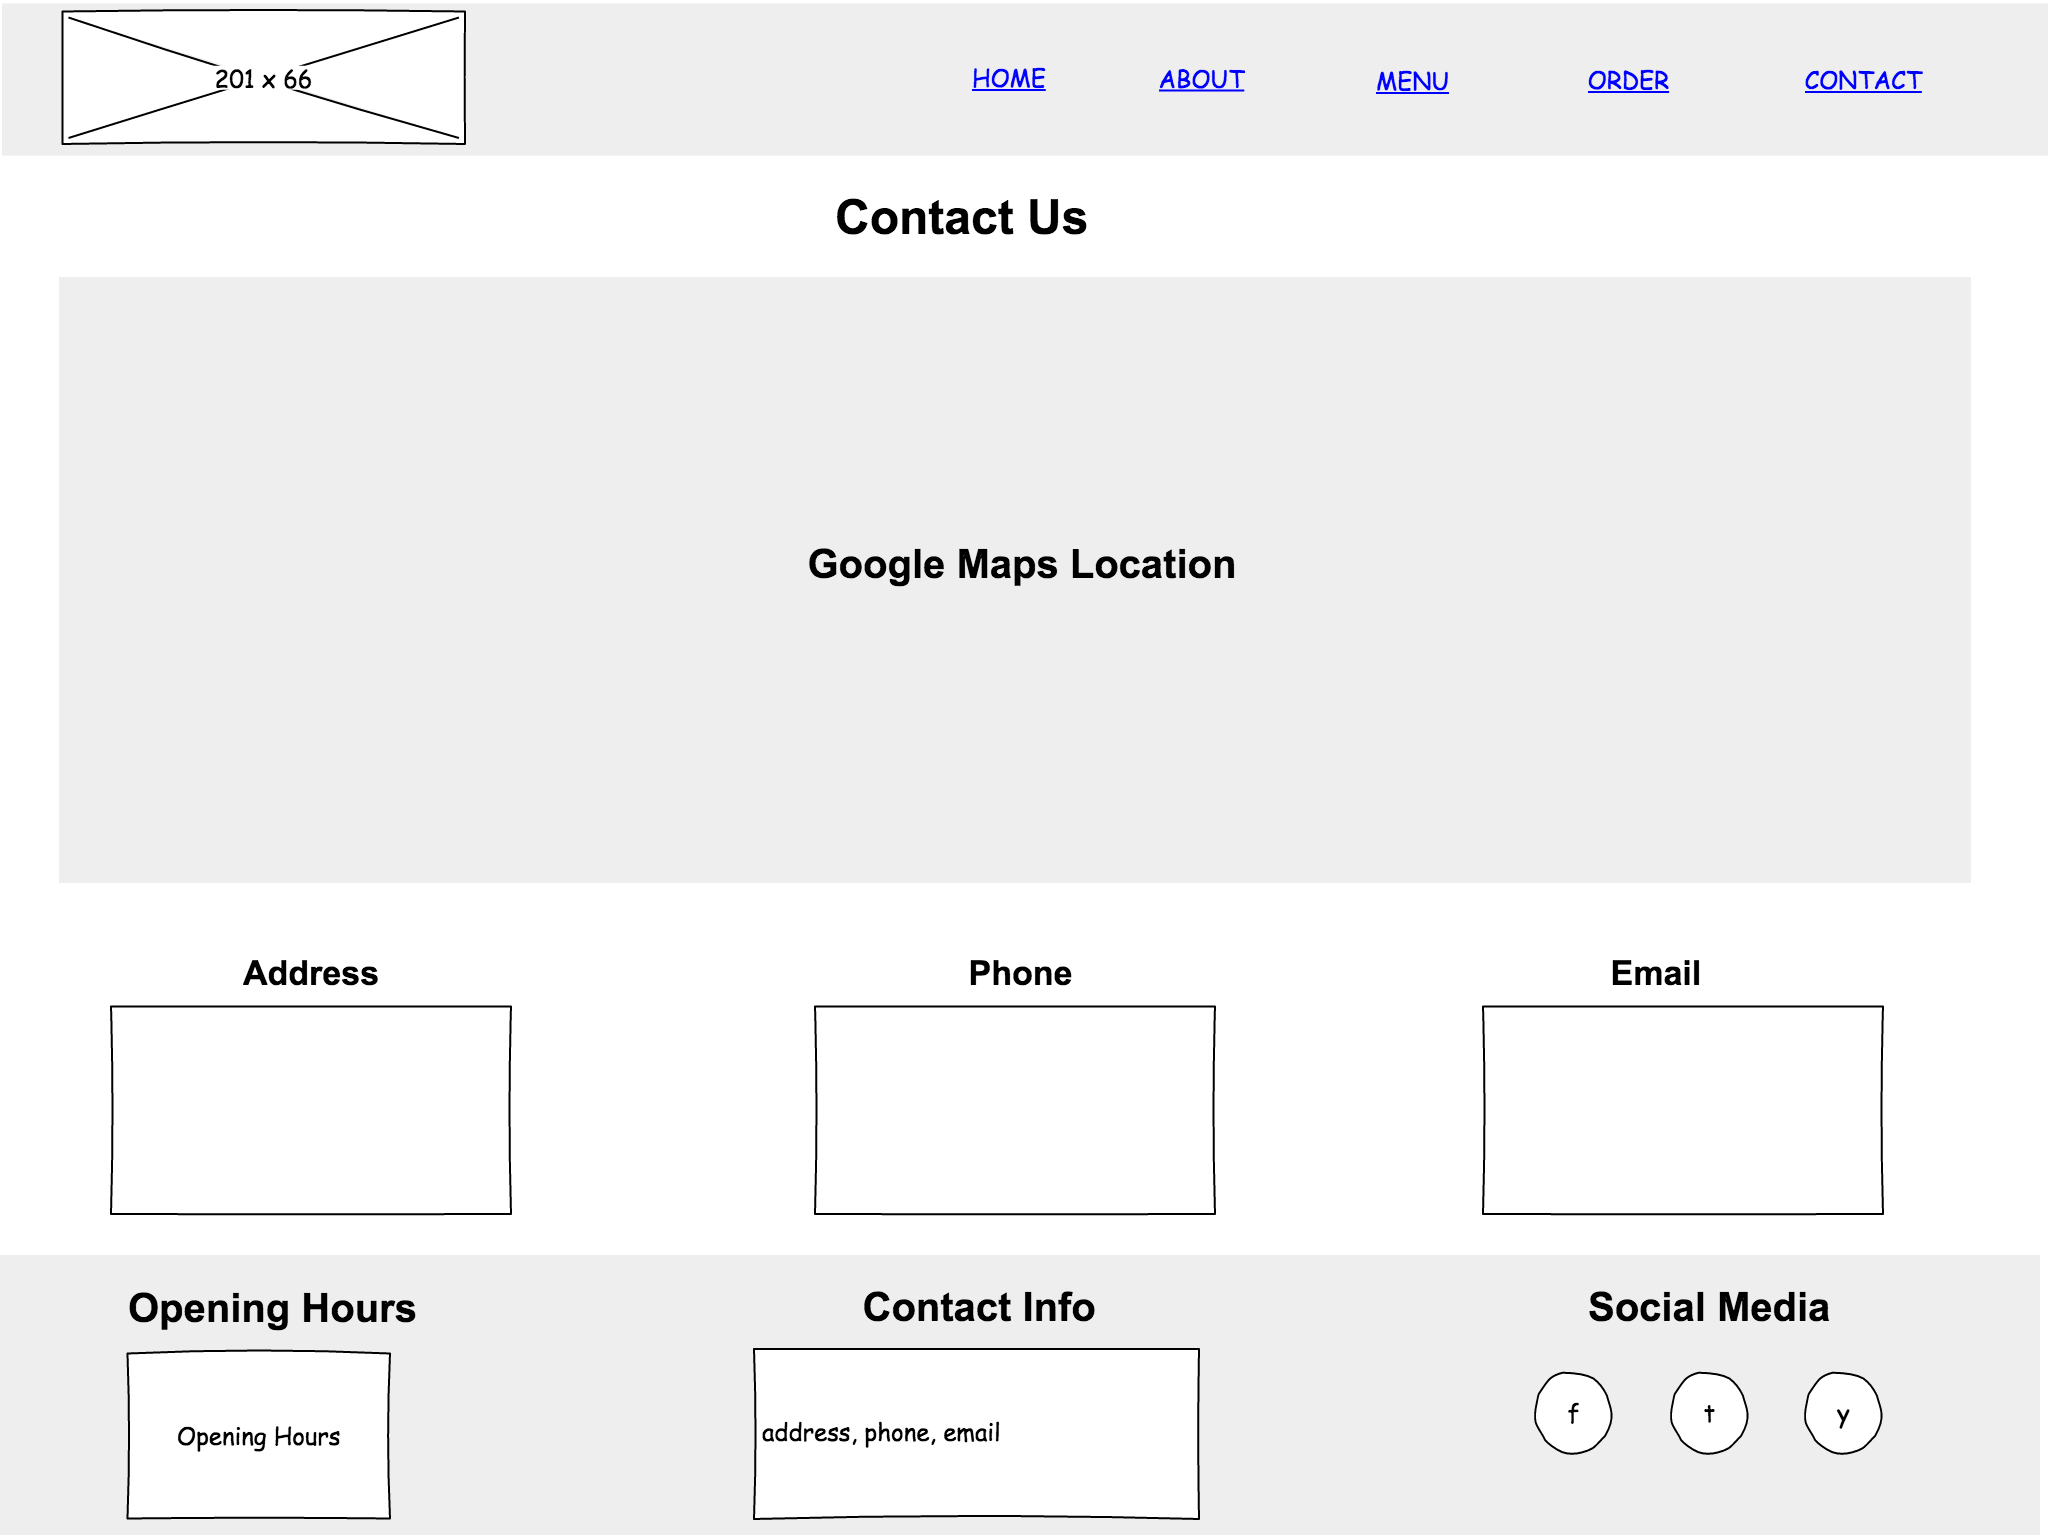 201 x 66
HOME ABOUT MENU ORDER CONTACT
Contact Us
Google Maps Location
Address Phone Email
Opening Hours Contact Info Social Media
Opening Hours
address, phone, email
f t y